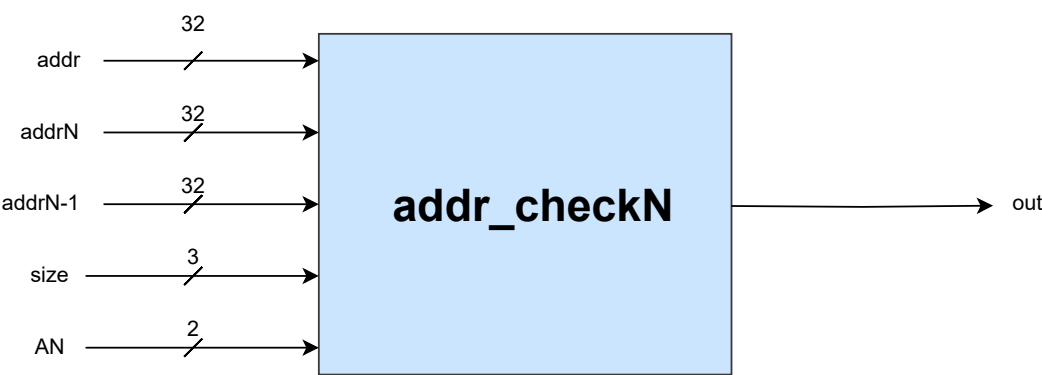 32
addr
32
addrN
32
addrN-1
addr_checkN
out
3
size
2
AN